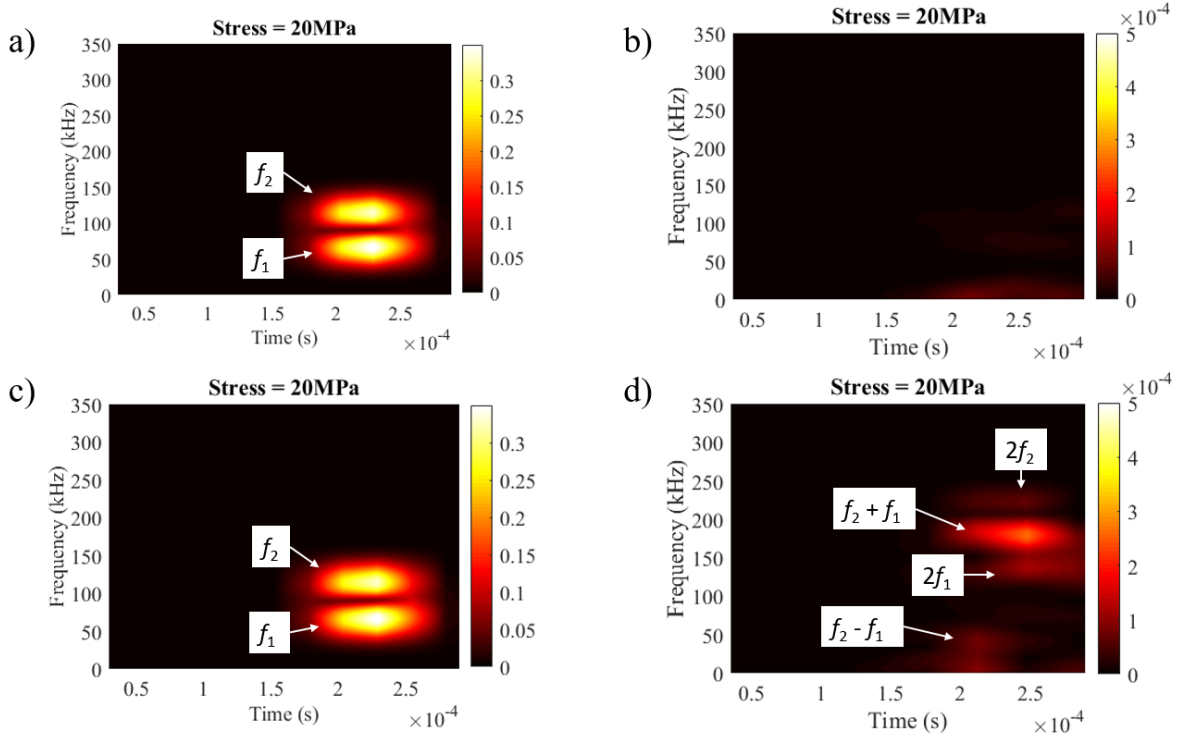 a)
Stress = 20MPa
350
300
250
200
150
100
50
0
Frequency (kHz)
f2
f1
0.5 1 1.5 2 2.5
Time (s)
×10-4
0.3
0.25
0.2
0.15
0.1
0.05
0
b)
350
300
250
200
150
100
50
0
Frequency (kHz)
0.5 1 1.5 2 2.5
Time (s)
×10-4
×10-4
5
4
3
2
1
0
c)
Stress = 20MPa
350
300
250
200
150
100
50
0
Frequency (kHz)
f2
f1
0.5 1 1.5 2 2.5
Time (s)
×10-4
0.3
0.25
0.2
0.15
0.1
0.05
0
d)
Stress = 20MPa
350
300
250
200
150
100
50
0
Frequency (kHz)
2f2
f2 + f1
2f1
f2 - f1
0.5 1 1.5 2 2.5
Time (s)
×10-4
×10-4
5
4
3
2
1
0